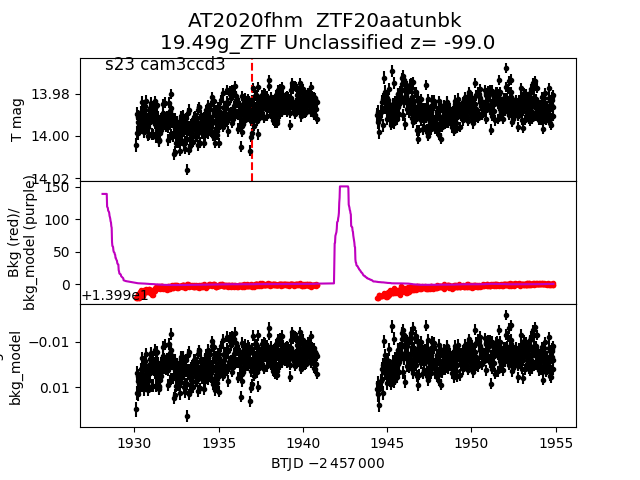 AT2020fhm  ZTF20aatunbk
19.49g_ZTF Unclassified z= -99.0
s23 cam3ccd3
T mag
13.98
14.00
14.02
Bkg (red)/
bkg_model (purple)
150
100
50
0
+1.399e1
bkg_model
−0.01
0.01
1930 1935 1940 1945 1950 1955
BTJD −2 457 000